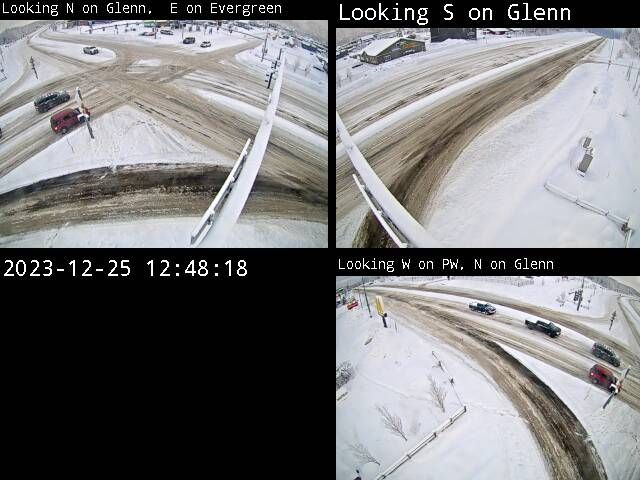 Looking N on Glenn, E on Evergreen
Looking S on Glenn
2023-12-25 12:48:18
Looking W on PW, N on Glenn